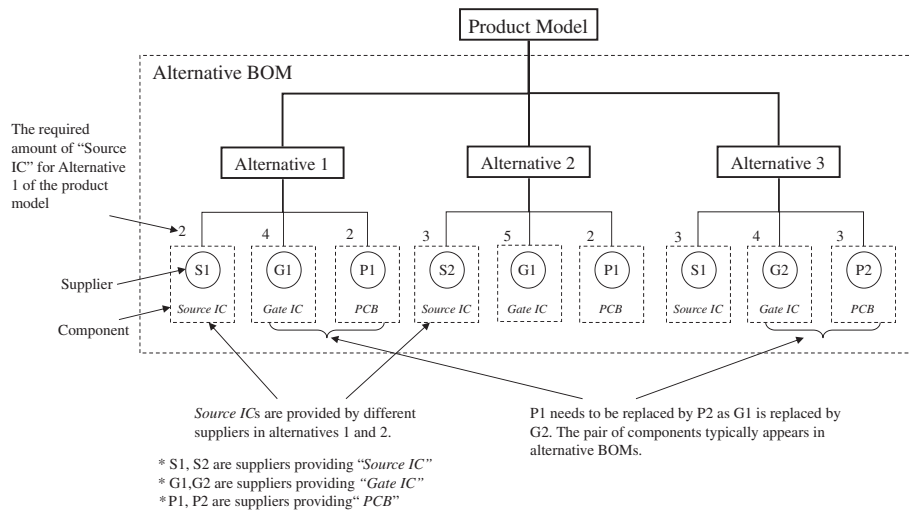 Product Model
Alternative BOM
The required
amount of “Source
IC” for Alternative
1 of the product
model
Alternative 1
Alternative 2
Alternative 3
2
4
2
3
5
2
3
4
3
S1
G1
P1
S2
G1
P1
S1
G2
P2
Supplier
Component
Source IC
Gate IC
PCB
Source IC
Gate IC
PCB
Source IC
Gate IC
PCB
Source ICs are provided by different
suppliers in alternatives 1 and 2.
P1 needs to be replaced by P2 as G1 is replaced by
G2. The pair of components typically appears in
alternative BOMs.
* S1, S2 are suppliers providing “Source IC”
* G1,G2 are suppliers providing “Gate IC”
* P1, P2 are suppliers providing“ PCB”